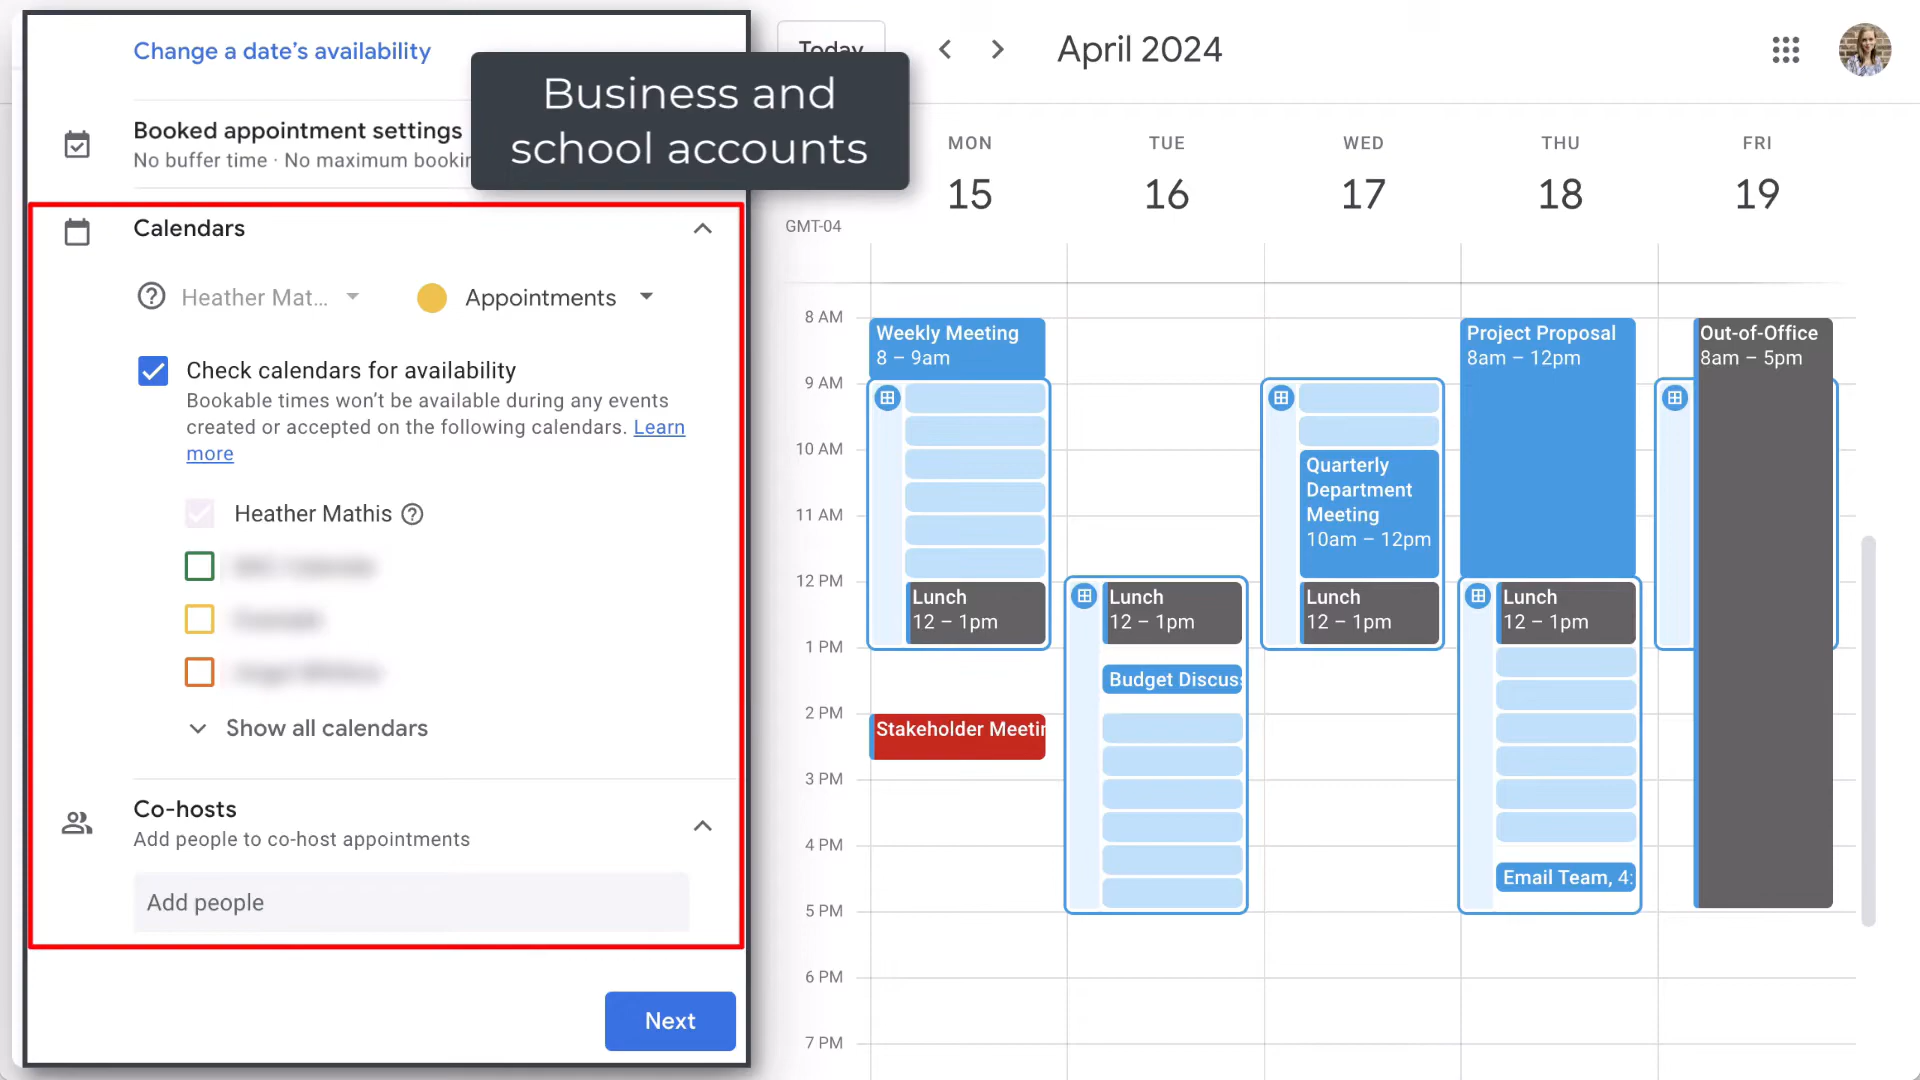 Change a date’s availability
Booked appointment settings
No buffer time · No maximum bookin
Business and
school accounts
Calendars
Heather Mat...
Appointments
Check calendars for availability
Bookable times won’t be available during any events
created or accepted on the following calendars. Learn
more
Heather Mathis
Show all calendars
Co-hosts
Add people to co-host appointments
Add people
Next
Today
April 2024
MON
TUE
WED
THU
FRI
15
16
17
18
19
GMT-04
8 AM
9 AM
10 AM
11 AM
12 PM
1 PM
2 PM
3 PM
4 PM
5 PM
6 PM
7 PM
Weekly Meeting
8 – 9am
Lunch
12 – 1pm
Stakeholder Meetin
Lunch
12 – 1pm
Budget Discuss
Quarterly
Department
Meeting
10am – 12pm
Lunch
12 – 1pm
Project Proposal
8am – 12pm
Lunch
12 – 1pm
Email Team, 4:
Out-of-Office
8am – 5pm